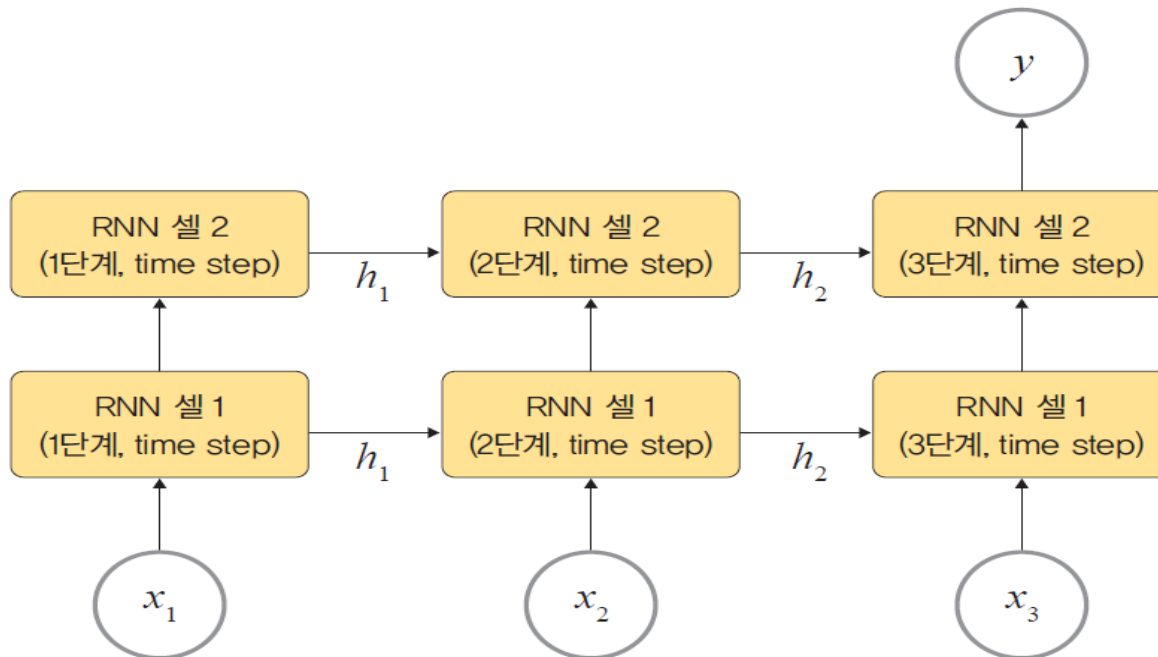 y
RNN 셀 2
(1단계, time step)
h₁
RNN 셀 2
(2단계, time step)
h₂
RNN 셀 2
(3단계, time step)
RNN 셀 1
(1단계, time step)
h₁
RNN 셀 1
(2단계, time step)
h₂
RNN 셀 1
(3단계, time step)
x₁
x₂
x₃